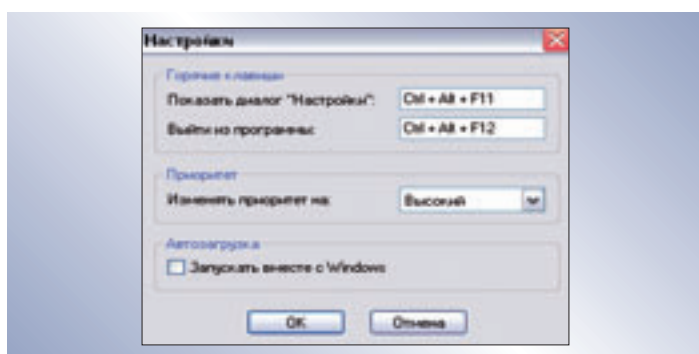 Настройки
Горячие клавиши
Показать диалог "Настройки": Ctrl + Alt + F11
Выйти из программы: Ctrl + Alt + F12
Приоритет
Изменять приоритет на: Высокий
Автозагрузка
Запускать вместе с Windows
OK Отмена